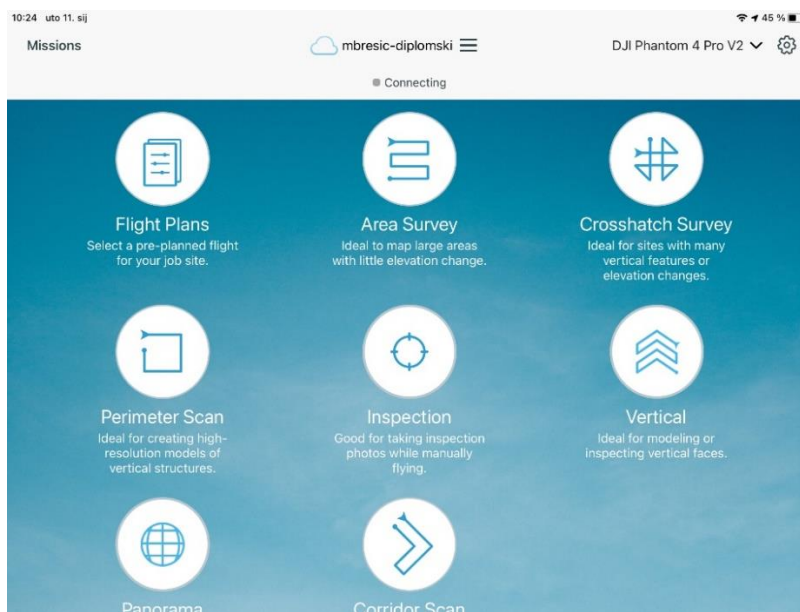 10:24 uto 11. sij
45 %
Missions
mbresic-diplomski
DJI Phantom 4 Pro V2
Connecting
Flight Plans
Select a pre-planned flight
for your job site.
Area Survey
Ideal to map large areas
with little elevation change.
Crosshatch Survey
Ideal for sites with many
vertical features or
elevation changes.
Perimeter Scan
Ideal for creating high-
resolution models of
vertical structures.
Inspection
Good for taking inspection
photos while manually
flying.
Vertical
Ideal for modeling or
inspecting vertical faces.
Panorama
Corridor Scan